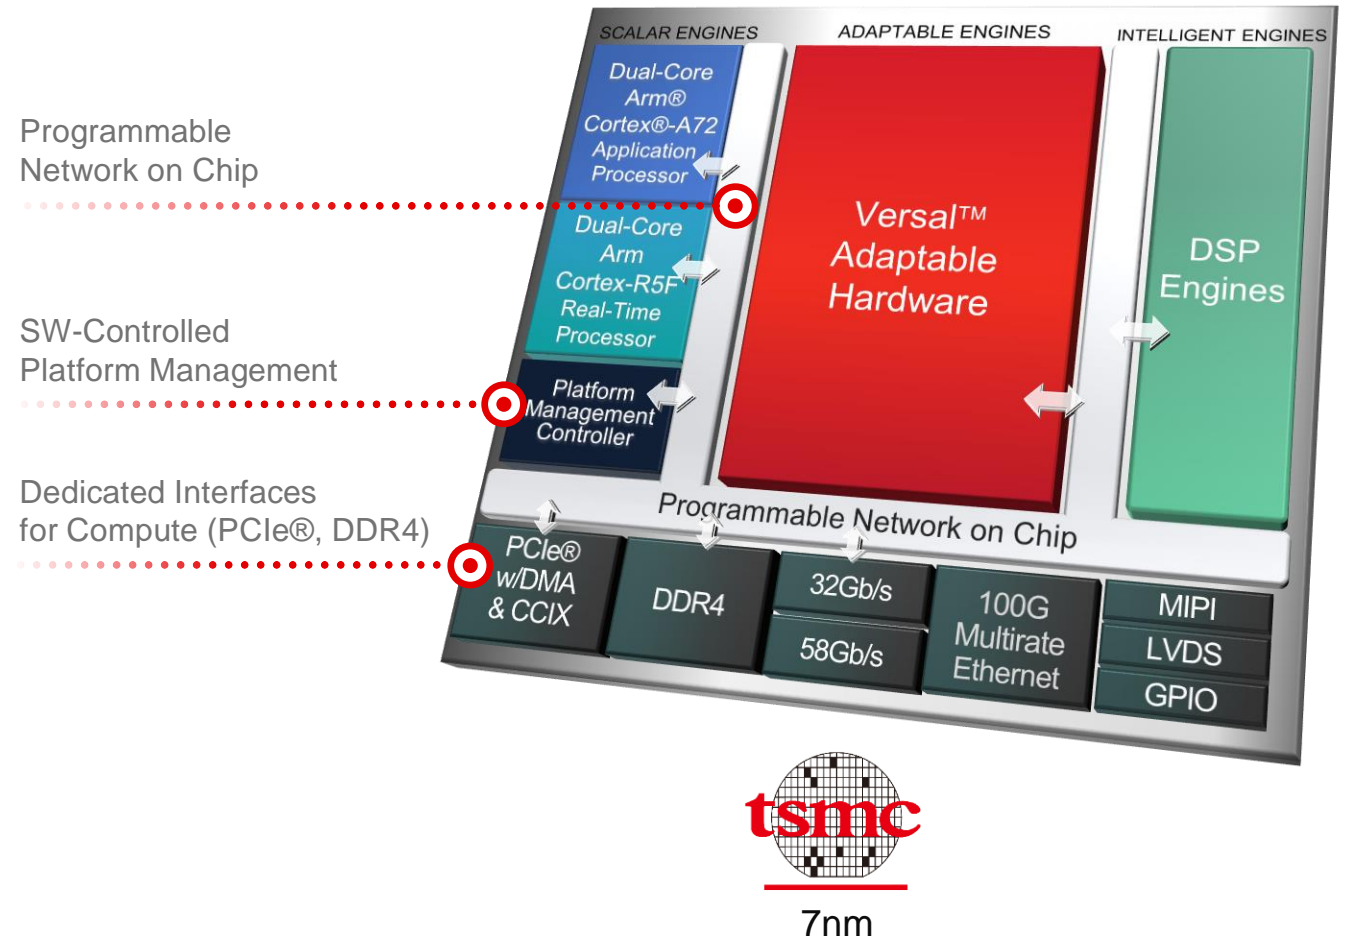 SCALAR ENGINES
ADAPTABLE ENGINES
INTELLIGENT ENGINES
Programmable
Network on Chip
SW-Controlled
Platform Management
Dedicated Interfaces
for Compute (PCIe®, DDR4)
Dual-Core
Arm®
Cortex®-A72
Application
Processor
Dual-Core
Arm
Cortex-R5F
Real-Time
Processor
Platform
Management
Controller
Versal™
Adaptable
Hardware
DSP
Engines
Programmable Network on Chip
PCIe®
w/DMA
& CCIX
DDR4
32Gb/s
58Gb/s
100G
Multirate
Ethernet
MIPI
LVDS
GPIO
tsmc
7nm